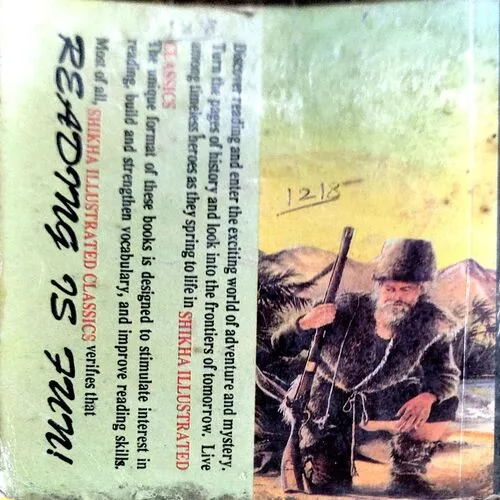 Discover reading and enter the exciting world of adventure and mystery.
Turn the pages of history and look into the frontiers of tomorrow. Live
among timeless heroes as they spring to life in SHIKHA ILLUSTRATED
CLASSICS
The unique format of these books is designed to stimulate interest in
reading, build and strengthen vocabulary, and improve reading skills.
Most of all, SHIKHA ILLUSTRATED CLASSICS verifies that
READING IS FUN!
1218